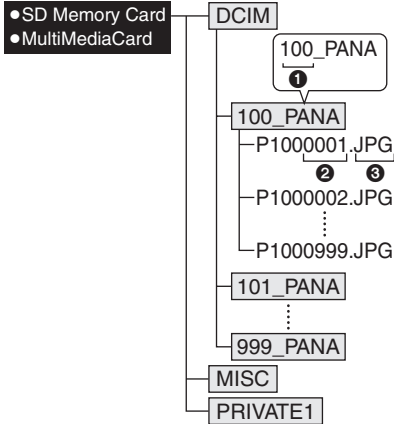 ●SD Memory Card
●MultiMediaCard
DCIM
100_PANA
❶
100_PANA
P1000001.JPG
❷ ❸
P1000002.JPG
P1000999.JPG
101_PANA
999_PANA
MISC
PRIVATE1